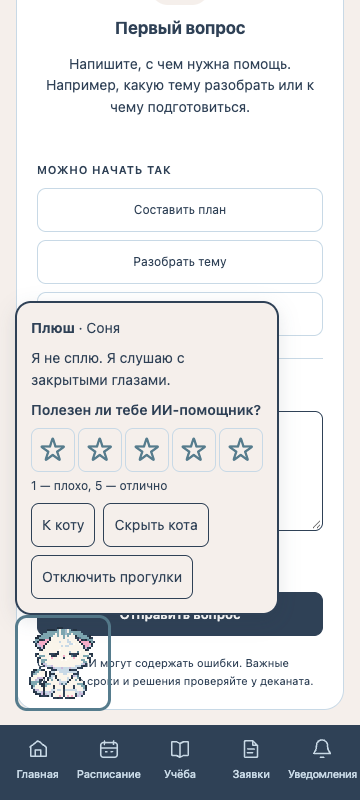 Первый вопрос
Напишите, с чем нужна помощь.
Например, какую тему разобрать или к
чему подготовиться.
МОЖНО НАЧАТЬ ТАК
Составить план
Разобрать тему
Плюш · Соня
Я не сплю. Я слушаю с
закрытыми глазами.
Полезен ли тебе ИИ-помощник?
1 — плохо, 5 — отлично
К коту
Скрыть кота
Отключить прогулки
Отправить вопрос
могут содержать ошибки. Важные
сроки и решения проверяйте у деканата.
Главная
Расписание
Учёба
Заявки
Уведомления